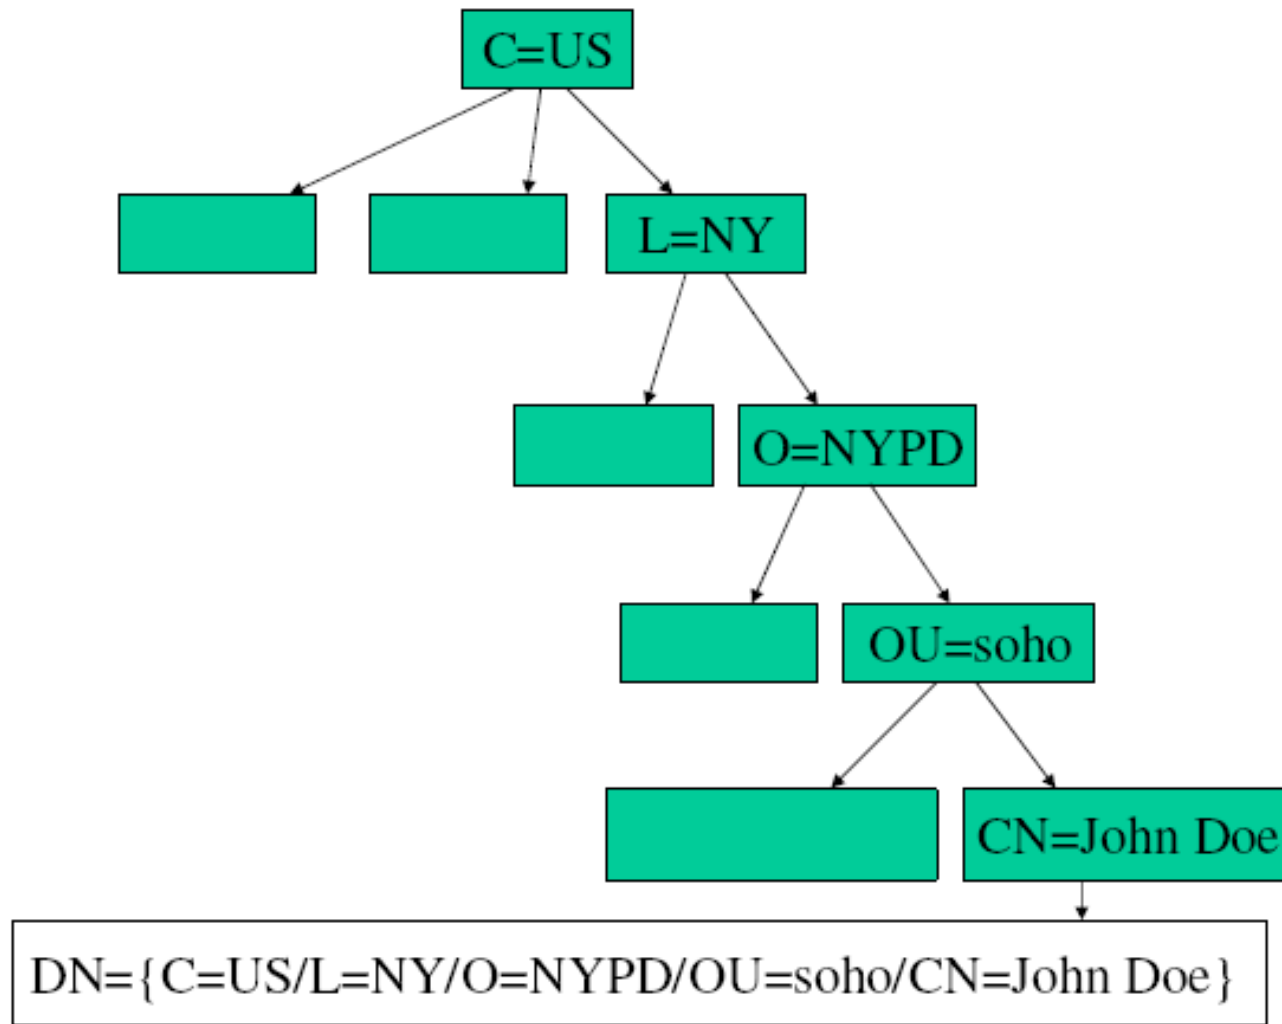 C=US
L=NY
O=NYPD
OU=soho
CN=John Doe
DN={C=US/L=NY/O=NYPD/OU=soho/CN=John Doe}